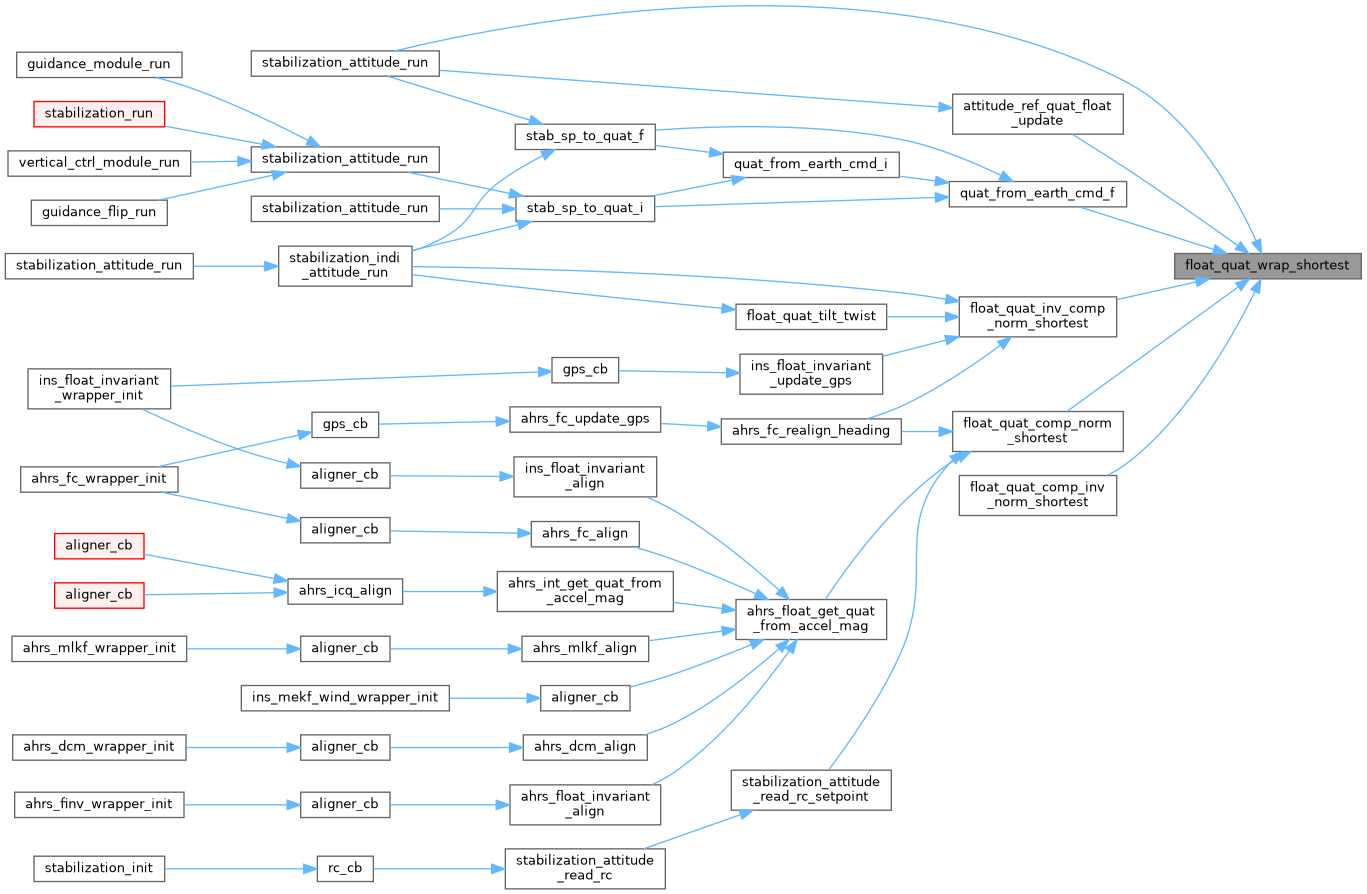 guidance_module_run
stabilization_run
vertical_ctrl_module_run
guidance_flip_run
stabilization_attitude_run
stabilization_attitude_run
stabilization_attitude_run
stabilization_attitude_run
stabilization_indi
_attitude_run
stab_sp_to_quat_f
stab_sp_to_quat_i
quat_from_earth_cmd_i
attitude_ref_quat_float
_update
quat_from_earth_cmd_f
float_quat_wrap_shortest
float_quat_inv_comp
_norm_shortest
float_quat_tilt_twist
ins_float_invariant
_update_gps
gps_cb
ins_float_invariant
_wrapper_init
gps_cb
ahrs_fc_update_gps
ahrs_fc_realign_heading
float_quat_comp_norm
_shortest
float_quat_comp_inv
_norm_shortest
ahrs_fc_wrapper_init
aligner_cb
ins_float_invariant
_align
aligner_cb
ahrs_fc_align
aligner_cb
aligner_cb
ahrs_icq_align
ahrs_int_get_quat_from
_accel_mag
ahrs_float_get_quat
_from_accel_mag
ahrs_mlkf_wrapper_init
aligner_cb
ahrs_mlkf_align
ins_mekf_wind_wrapper_init
aligner_cb
ahrs_dcm_wrapper_init
aligner_cb
ahrs_dcm_align
ahrs_finv_wrapper_init
aligner_cb
ahrs_float_invariant
_align
stabilization_attitude
_read_rc_setpoint
stabilization_init
rc_cb
stabilization_attitude
_read_rc